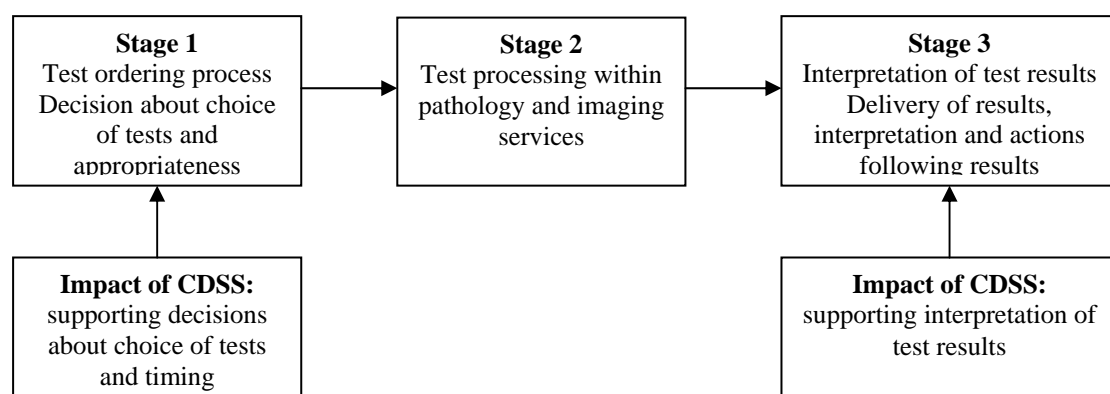 Stage 1
Test ordering process
Decision about choice
of tests and
appropriateness
Stage 2
Test processing within
pathology and imaging
services
Stage 3
Interpretation of test results
Delivery of results,
interpretation and actions
following results
Impact of CDSS:
supporting decisions
about choice of tests
and timing
Impact of CDSS:
supporting interpretation of
test results